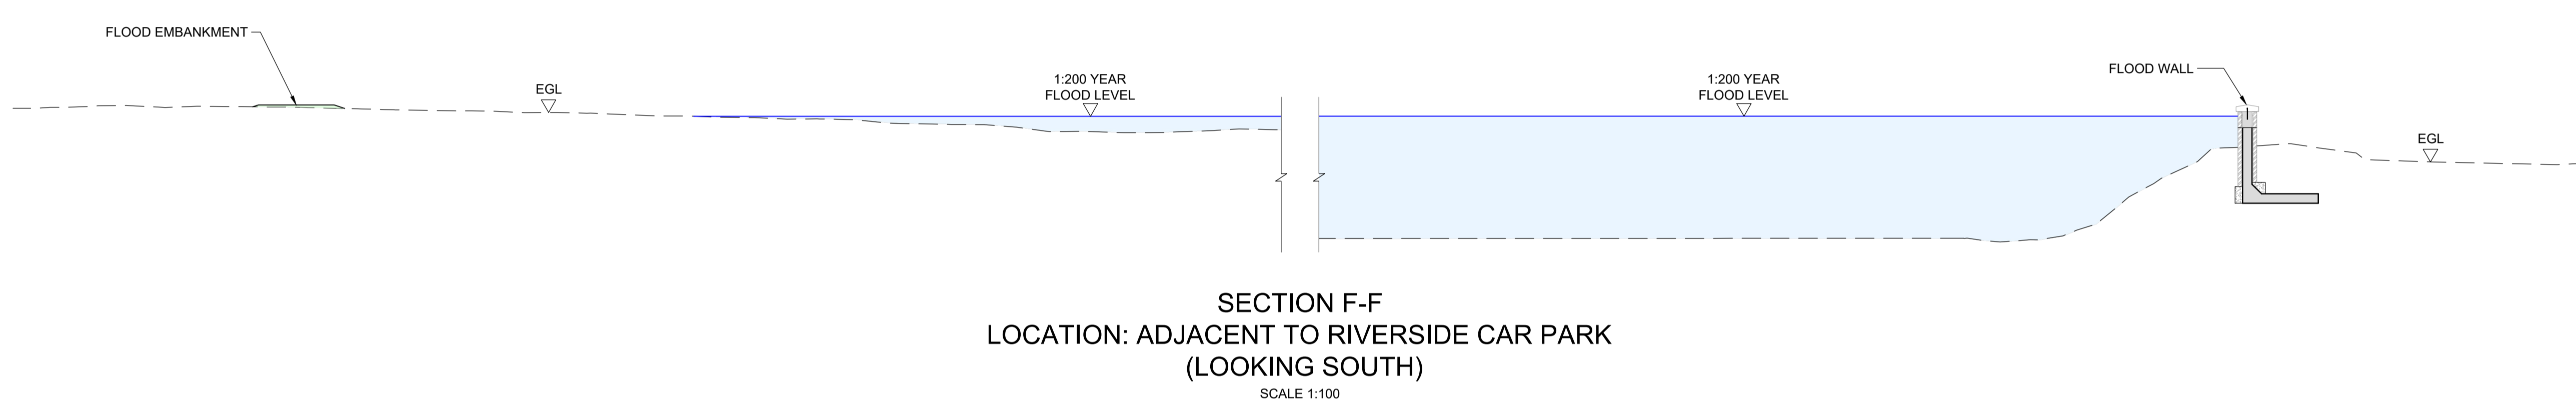 FLOOD EMBANKMENT
EGL
1:200 YEAR
FLOOD LEVEL
1:200 YEAR
FLOOD LEVEL
FLOOD WALL
EGL
SECTION F-F
LOCATION: ADJACENT TO RIVERSIDE CAR PARK
(LOOKING SOUTH)
SCALE 1:100